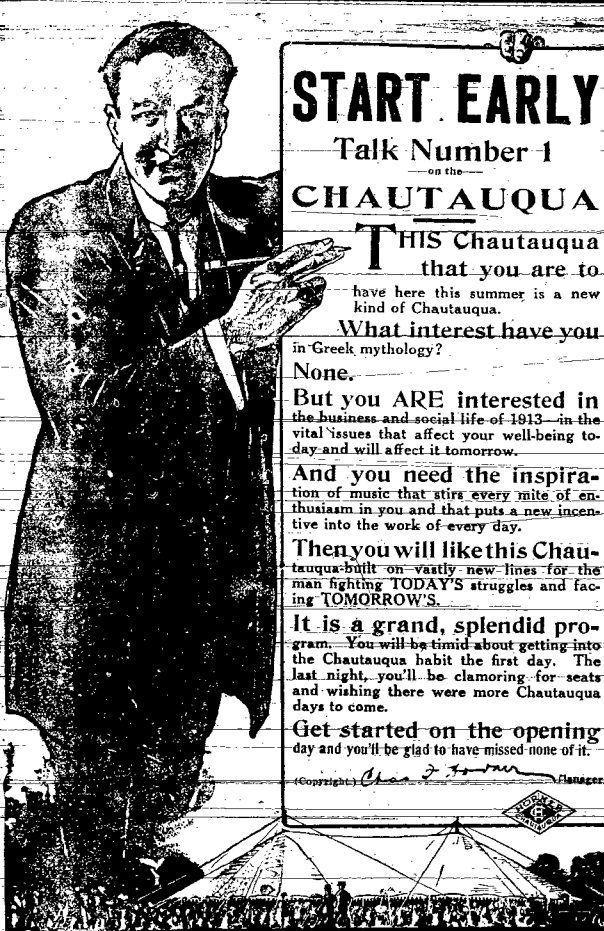 START EARLY
Talk Number 1
on the
CHAUTAUQUA
THIS Chautauqua
that you are to
have here this summer is a new
kind of Chautauqua.
What interest have you
in Greek mythology?
None.
But you ARE interested in
the business and social life of 1913—in the
vital issues that affect your well-being to-
day and will affect it tomorrow.
And you need the inspira-
tion of music that stirs every mite of en-
thusiasm in you and that puts a new incen-
tive into the work of every day.
Then you will like this Chau-
tauqua—built on vastly new lines for the
man fighting TODAY'S struggles and fac-
ing TOMORROW'S.
It is a grand, splendid pro-
gram. You will be timid about getting into
the Chautauqua habit the first day. The
last night, you'll be clamoring for seats
and wishing there were more Chautauqua
days to come.
Get started on the opening
day and you'll be glad to have missed none of it.
(Copyright.) Chas F Horner Manager
HORNER
CHAUTAUQUA